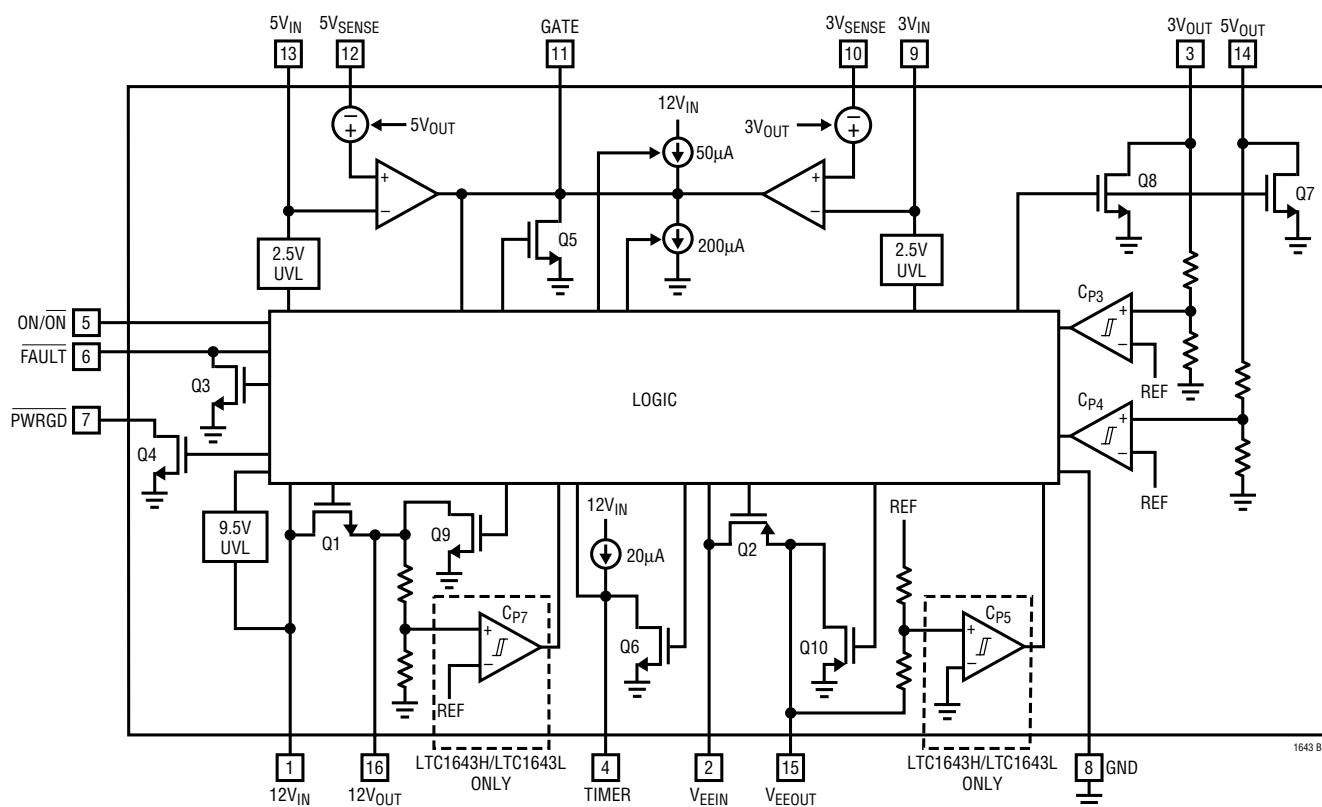 5VIN 5VSENSE GATE 3VSENSE 3VIN 3VOUT 5VOUT
13 12 11 10 9 3 14
12VIN
− + 5VOUT 3VOUT − +
50µA
+ − + −
Q8 Q7
Q5
200µA
2.5V
UVL
2.5V
UVL
CP3
+ −
REF
ON/O̅N̅ 5
F̅A̅U̅L̅T̅ 6
Q3
LOGIC
P̅W̅R̅G̅D̅ 7
CP4
+ −
REF
Q4
9.5V
UVL
Q1
Q9
12VIN
20µA
Q2
REF
CP7
+ −
REF
Q6
Q10
CP5
+ −
1643 B
1 16 4 2 15 8 GND
12VIN 12VOUT
LTC1643H/LTC1643L
ONLY
TIMER VEEIN VEEOUT
LTC1643H/LTC1643L
ONLY